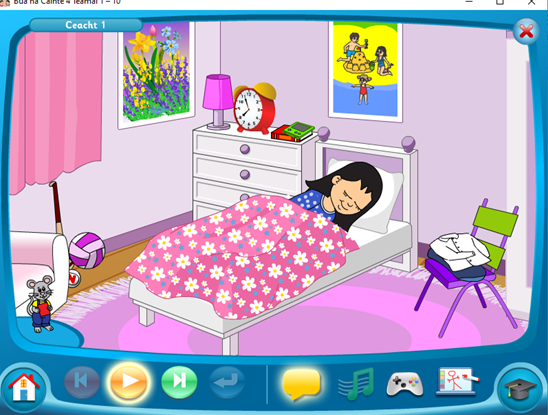 Bua na Cainte 4 Téamaí 1 – 10
Ceacht 1